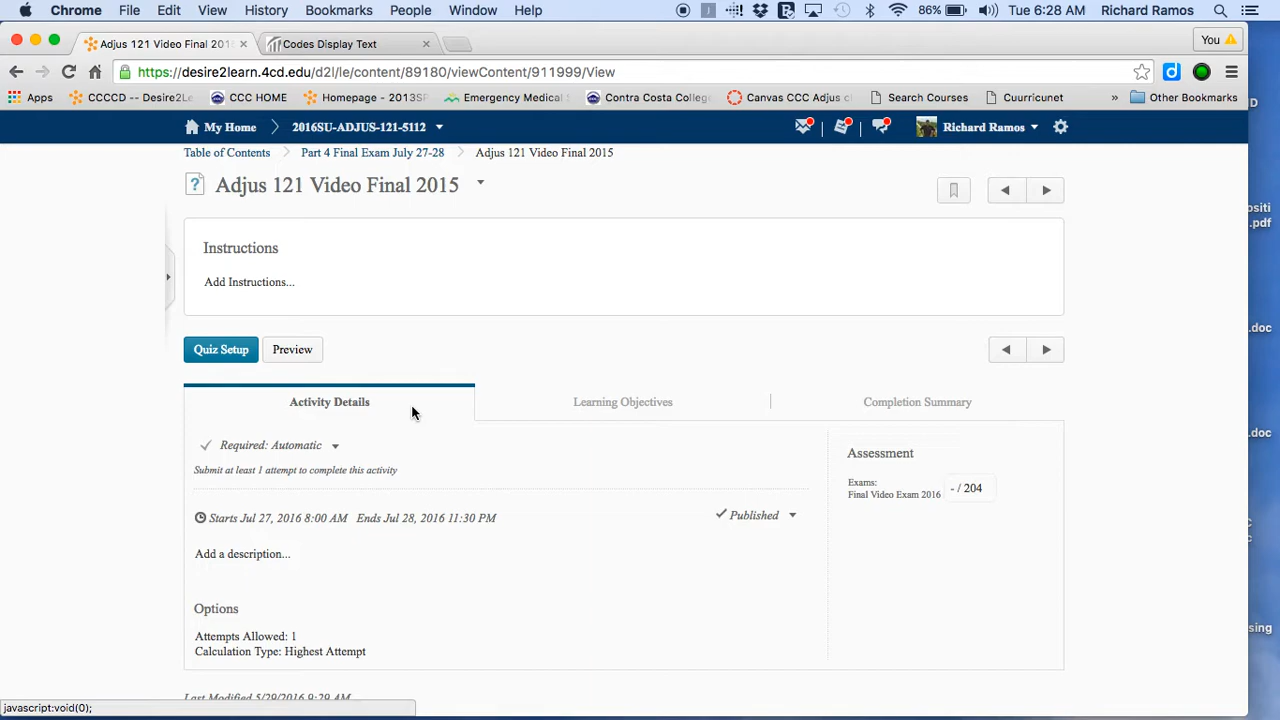 Chrome File Edit View History Bookmarks People Window Help 86% Tue 6:28 AM Richard Ramos
Adjus 121 Video Final 201 Codes Display Text You
https://desire2learn.4cd.edu/d2l/le/content/89180/viewContent/911999/View
Apps CCCCD -- Desire2Le CCC HOME Homepage - 2013SP Emergency Medical Contra Costa College Canvas CCC Adjus c Search Courses Cuurricunet » Other Bookmarks
My Home 2016SU-ADJUS-121-5112 Richard Ramos
Table of Contents Part 4 Final Exam July 27-28 Adjus 121 Video Final 2015
Adjus 121 Video Final 2015
Instructions
Add Instructions...
Quiz Setup Preview
Activity Details Learning Objectives Completion Summary
Required: Automatic
Submit at least 1 attempt to complete this activity
Assessment
Exams:
Final Video Exam 2016 - / 204
Starts Jul 27, 2016 8:00 AM Ends Jul 28, 2016 11:30 PM Published
Add a description...
Options
Attempts Allowed: 1
Calculation Type: Highest Attempt
Last Modified 5/29/2016 9:29 AM
javascript:void(0);
D
ositi
.pdf
.doc
.doc
C
c
sing